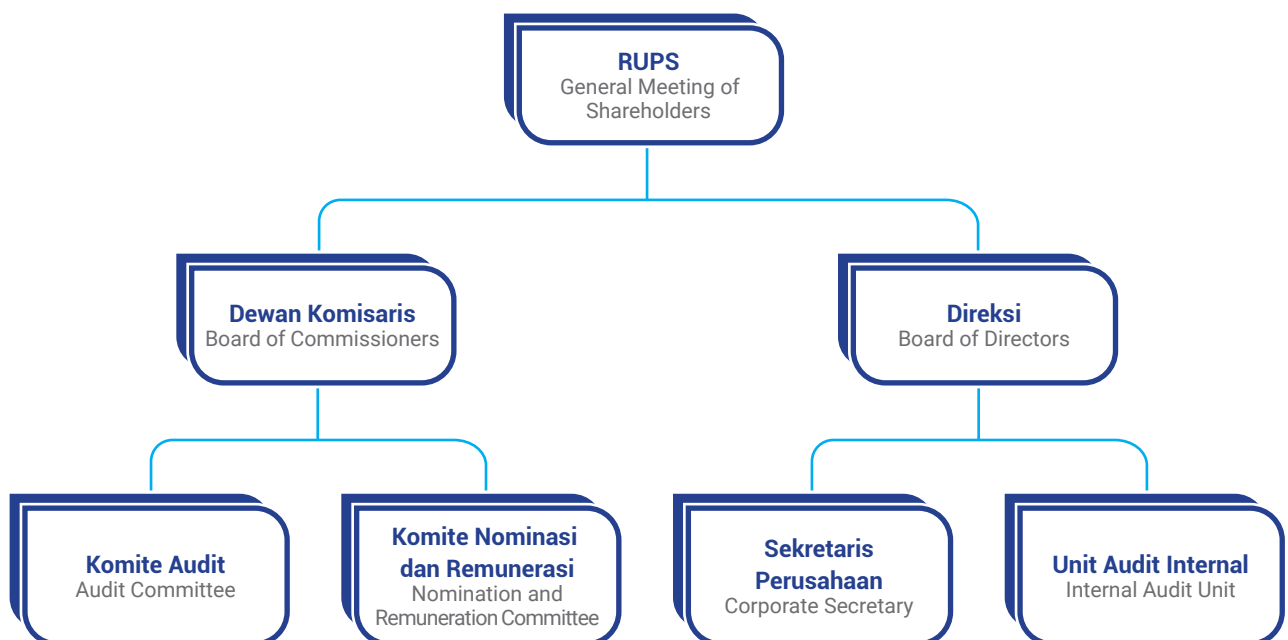 RUPS
General Meeting of
Shareholders
Dewan Komisaris
Board of Commissioners
Direksi
Board of Directors
Komite Audit
Audit Committee
Komite Nominasi
dan Remunerasi
Nomination and
Remuneration Committee
Sekretaris
Perusahaan
Corporate Secretary
Unit Audit Internal
Internal Audit Unit